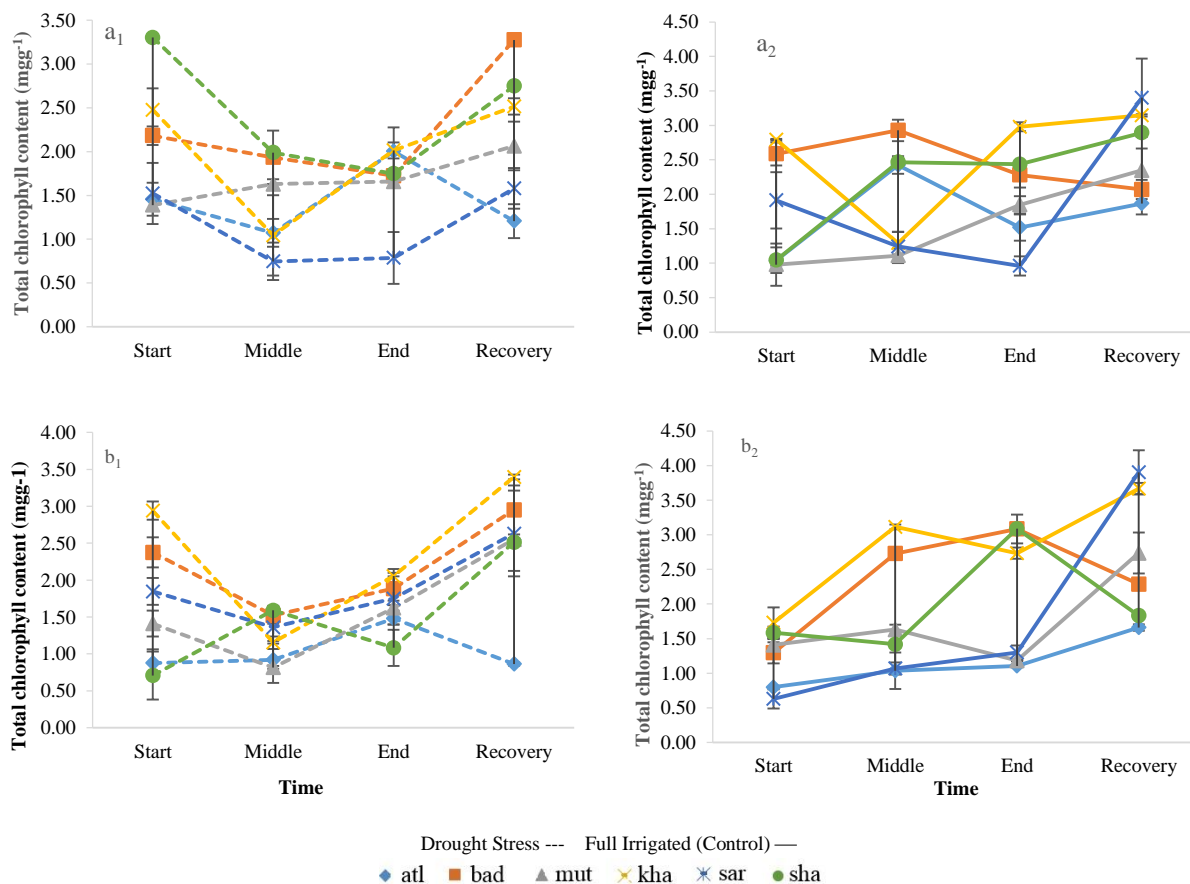 a1
Total chlorophyll content (mgg-1)
3.50
3.00
2.50
2.00
1.50
1.00
0.50
0.00
Start Middle End Recovery
a2
Total chlorophyll content (mgg-1)
4.50
4.00
3.50
3.00
2.50
2.00
1.50
1.00
0.50
0.00
Start Middle End Recovery
b1
Total chlorophyll content (mgg-1)
4.00
3.50
3.00
2.50
2.00
1.50
1.00
0.50
0.00
Start Middle End Recovery
Time
b2
Total chlorophyll content (mgg-1)
4.50
4.00
3.50
3.00
2.50
2.00
1.50
1.00
0.50
0.00
Start Middle End Recovery
Time
Drought Stress --- Full Irrigated (Control) —
atl bad mut kha sar sha